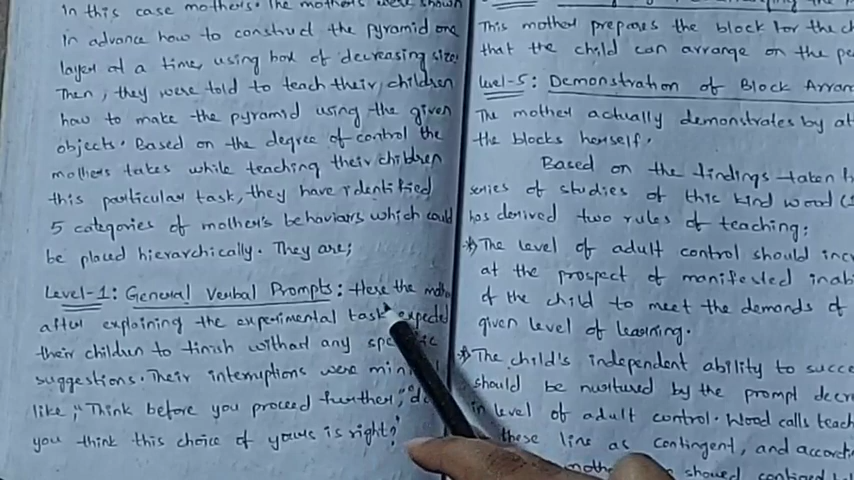 in this case mothers. The mothers were shown
in advance how to construct the pyramid one
layer at a time, using box of decreasing size.
Then, they were told to teach their children
how to make the pyramid using the given
objects. Based on the degree of control the
mothers takes while teaching their children
this particular task, they have identified
5 categories of mother's behaviors which could
be placed hierarchically. They are;
Level-1: General Verbal Prompts: Here the
after explaining the experimental task expected
their children to finish without any
suggestions. Their interruptions were
like, "Think before you proceed further,"
you think this choice of yours is right?
This mother prepares the block for the
that the child can arrange on the
Level-5: Demonstration of Block
The mother actually demonstrates by
the blocks herself.
Based on the findings taken
series of studies of this kind Wood
has derived two rules of teaching:
* The level of adult control should
at the prospect of manifested
of the child to meet the demands of
given level of learning.
* The child's independent ability to
should be nurtured by the prompt
in level of adult control. Wood calls
these line as contingent, and
showed